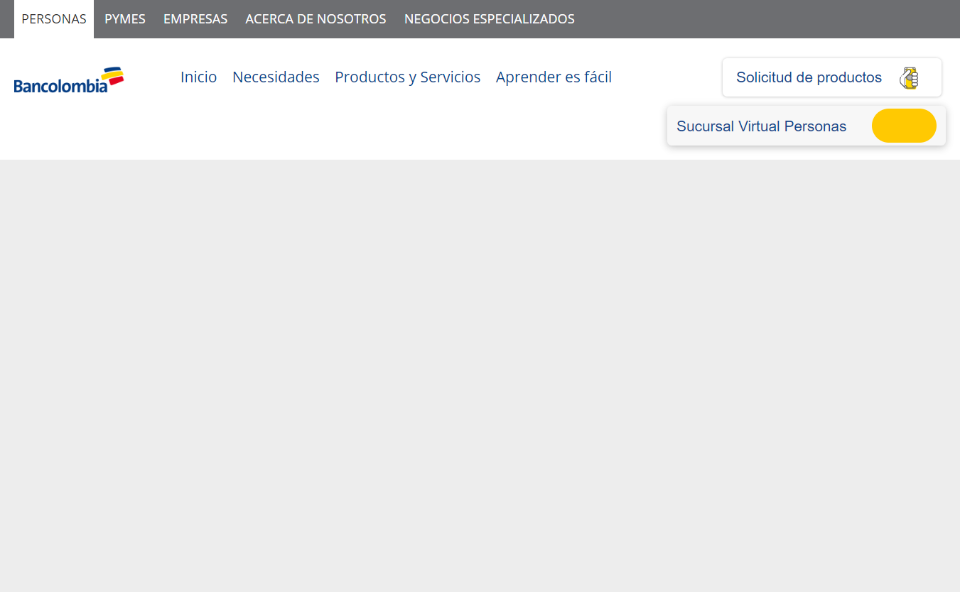 PERSONAS PYMES EMPRESAS ACERCA DE NOSOTROS NEGOCIOS ESPECIALIZADOS
Bancolombia Inicio Necesidades Productos y Servicios Aprender es fácil Solicitud de productos
Sucursal Virtual Personas